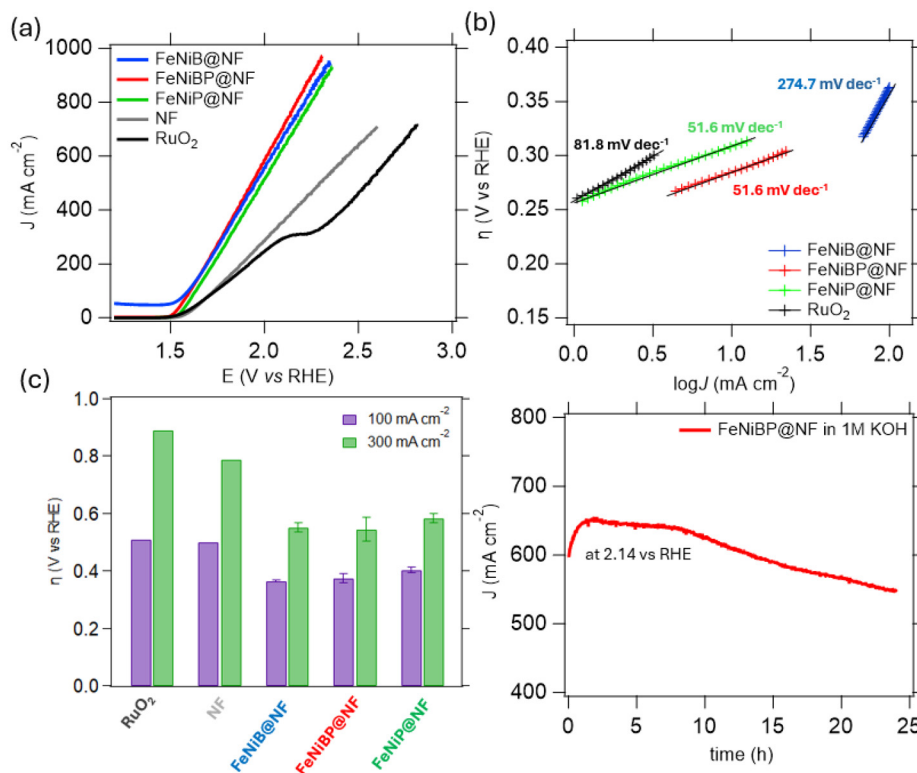 (a)
1000
800
600
400
200
0
J (mA cm⁻²)
FeNiB@NF
FeNiBP@NF
FeNiP@NF
NF
RuO₂
1.5
2.0
2.5
3.0
E (V vs RHE)
(b)
0.40
0.35
0.30
0.25
0.20
0.15
η (V vs RHE)
274.7 mV dec⁻¹
51.6 mV dec⁻¹
81.8 mV dec⁻¹
51.6 mV dec⁻¹
FeNiB@NF
FeNiBP@NF
FeNiP@NF
RuO₂
0.0
0.5
1.0
1.5
2.0
logJ (mA cm⁻²)
(c)
1.0
0.8
0.6
0.4
0.2
0.0
η (V vs RHE)
100 mA cm⁻²
300 mA cm⁻²
RuO₂
NF
FeNiB@NF
FeNiBP@NF
FeNiP@NF
800
700
600
500
400
J (mA cm⁻²)
FeNiBP@NF in 1M KOH
at 2.14 vs RHE
0
5
10
15
20
25
time (h)